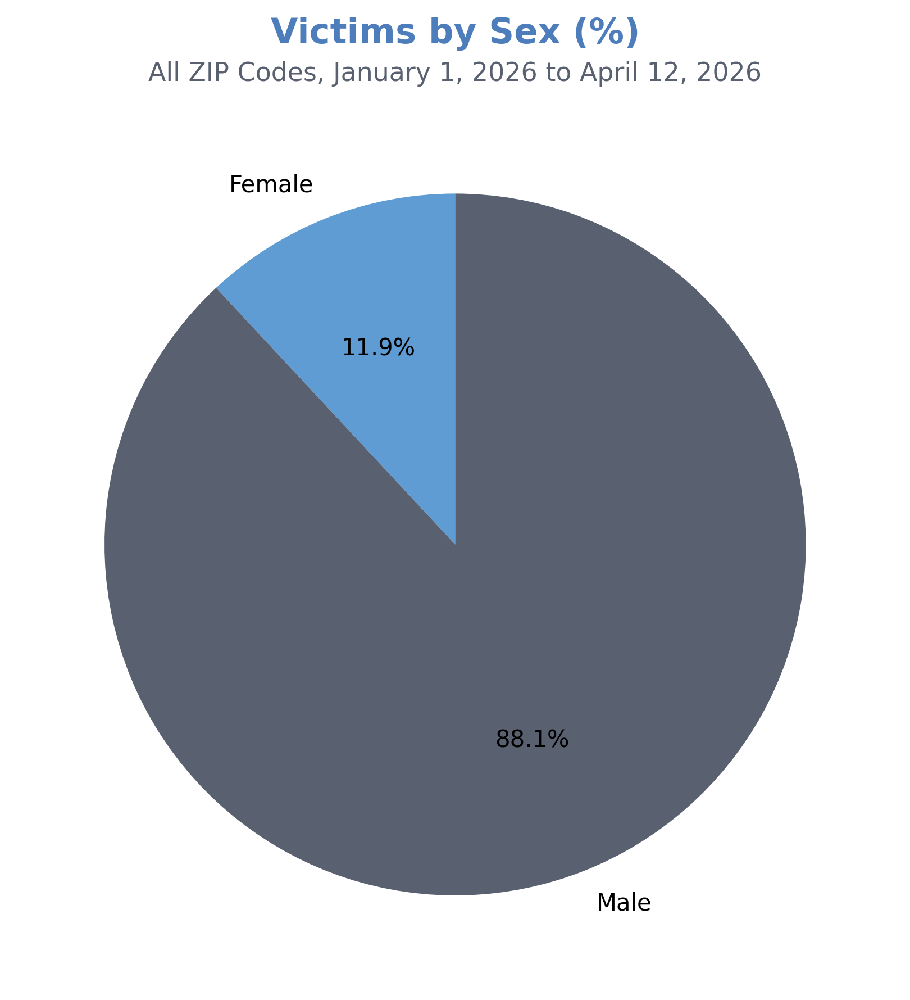 Victims by Sex (%)
All ZIP Codes, January 1, 2026 to April 12, 2026
Female
11.9%
88.1%
Male